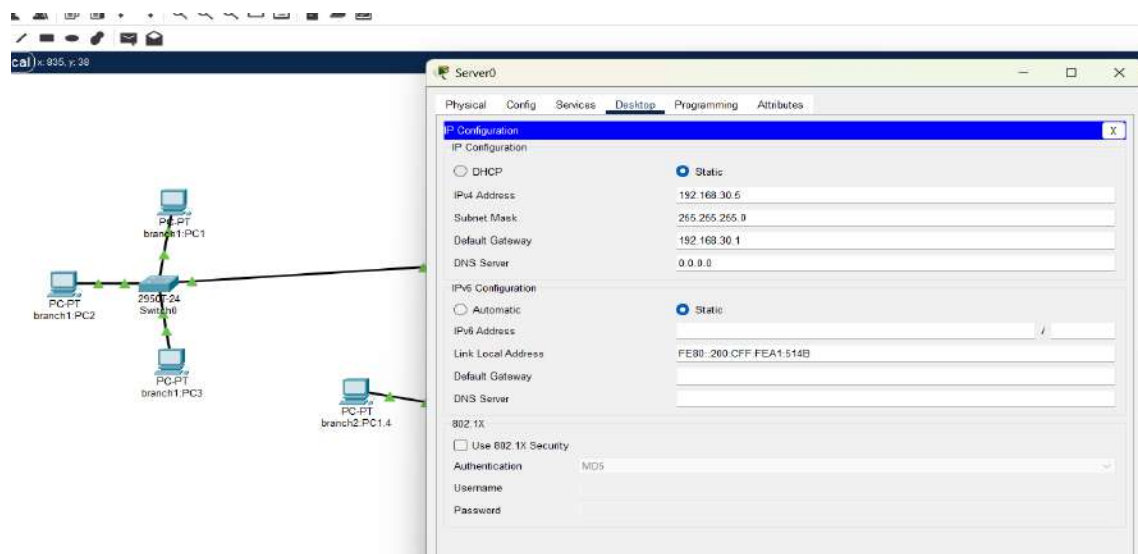 cal) x: 935, y: 38
Server0
Physical Config Services Desktop Programming Attributes
IP Configuration X
IP Configuration
DHCP Static
IPv4 Address 192.168.30.5
Subnet Mask 255.255.255.0
Default Gateway 192.168.30.1
DNS Server 0.0.0.0
IPv6 Configuration
Automatic Static
IPv6 Address /
Link Local Address FE80::200:CFF:FEA1:514B
Default Gateway
DNS Server
802.1X
Use 802.1X Security
Authentication MD5
Username
Password
PC-PT
branch1:PC1
PC-PT
branch1:PC2
2950T-24
Switch0
PC-PT
branch1:PC3
PC-PT
branch2:PC1.4